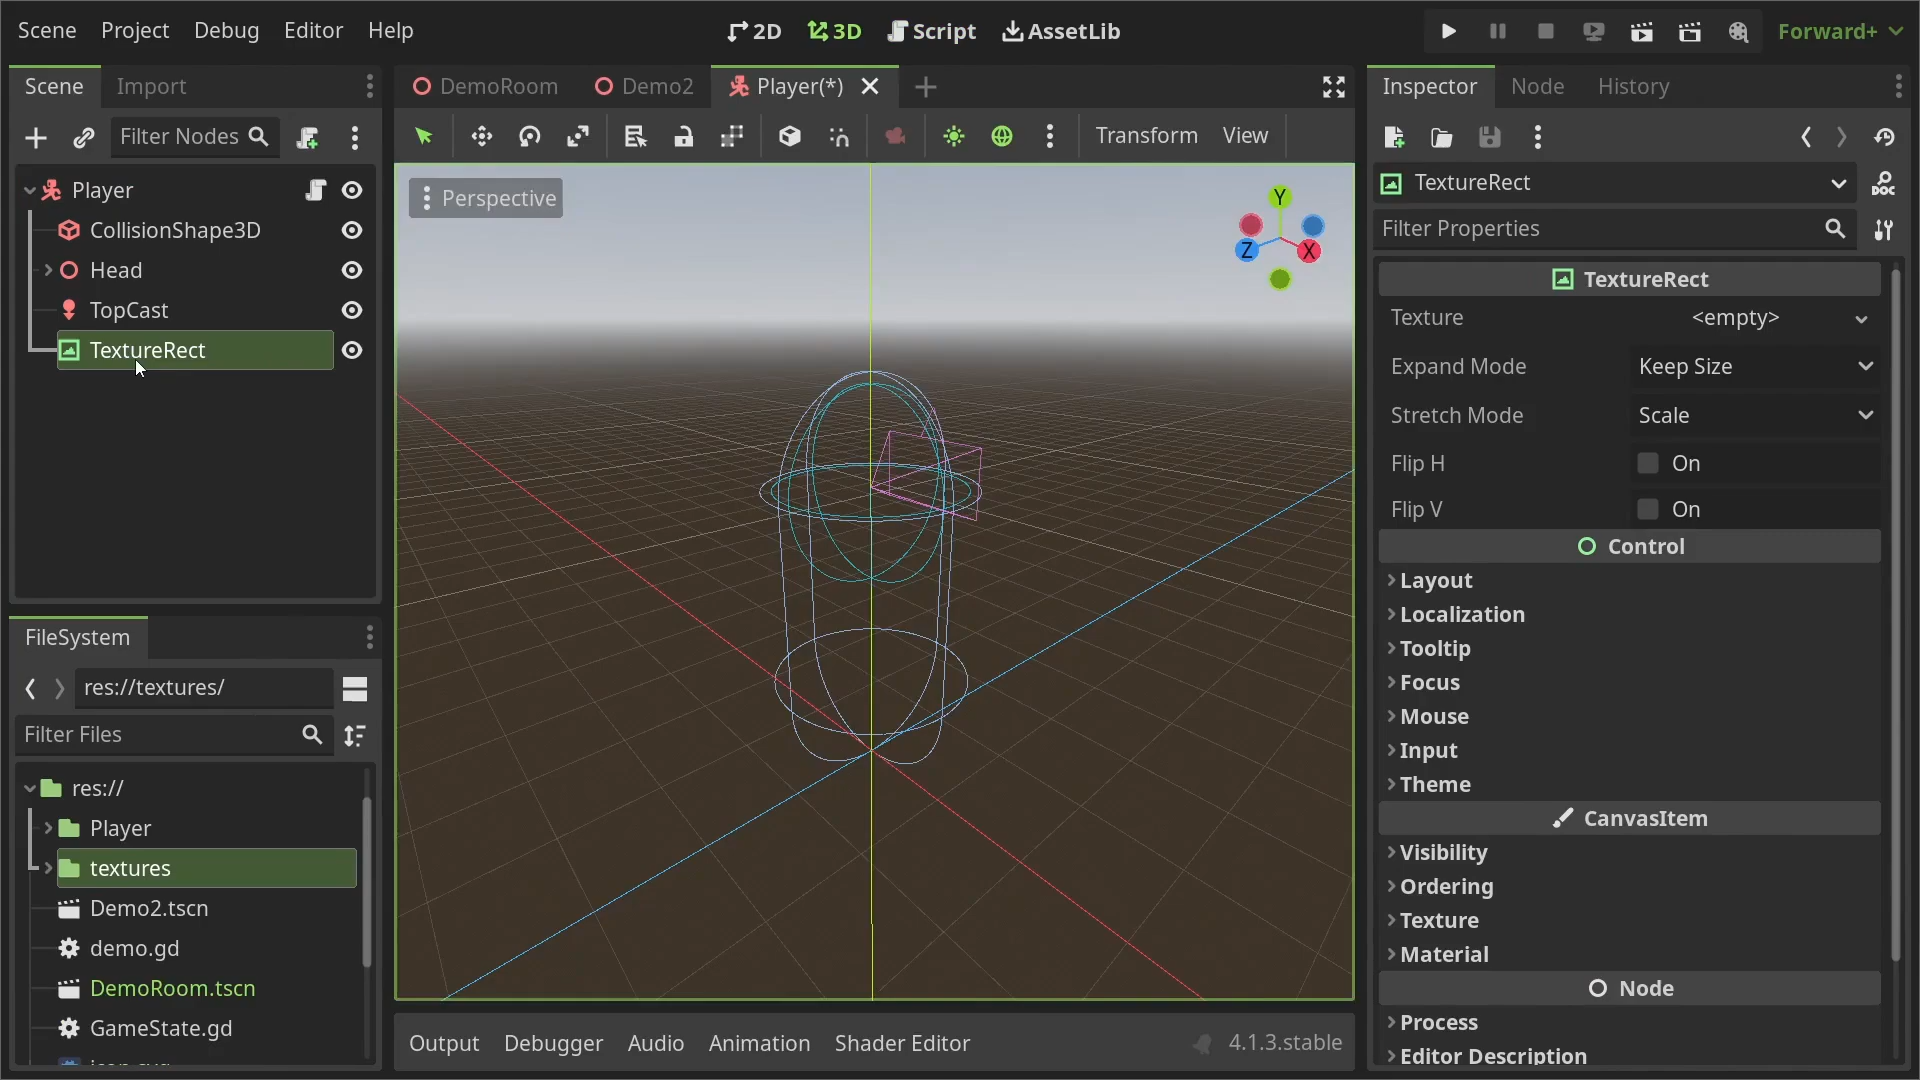 Scene Project Debug Editor Help
2D 3D Script AssetLib
Forward+
Scene Import
Filter Nodes
Player
CollisionShape3D
Head
TopCast
TextureRect
FileSystem
res://textures/
Filter Files
res://
Player
textures
Demo2.tscn
demo.gd
DemoRoom.tscn
GameState.gd
DemoRoom Demo2 Player(*)
Transform View
Perspective
Y
Z X
Output Debugger Audio Animation Shader Editor 4.1.3.stable
Inspector Node History
TextureRect DOC
Filter Properties
TextureRect
Texture <empty>
Expand Mode Keep Size
Stretch Mode Scale
Flip H On
Flip V On
Control
Layout
Localization
Tooltip
Focus
Mouse
Input
Theme
CanvasItem
Visibility
Ordering
Texture
Material
Node
Process
Editor Description